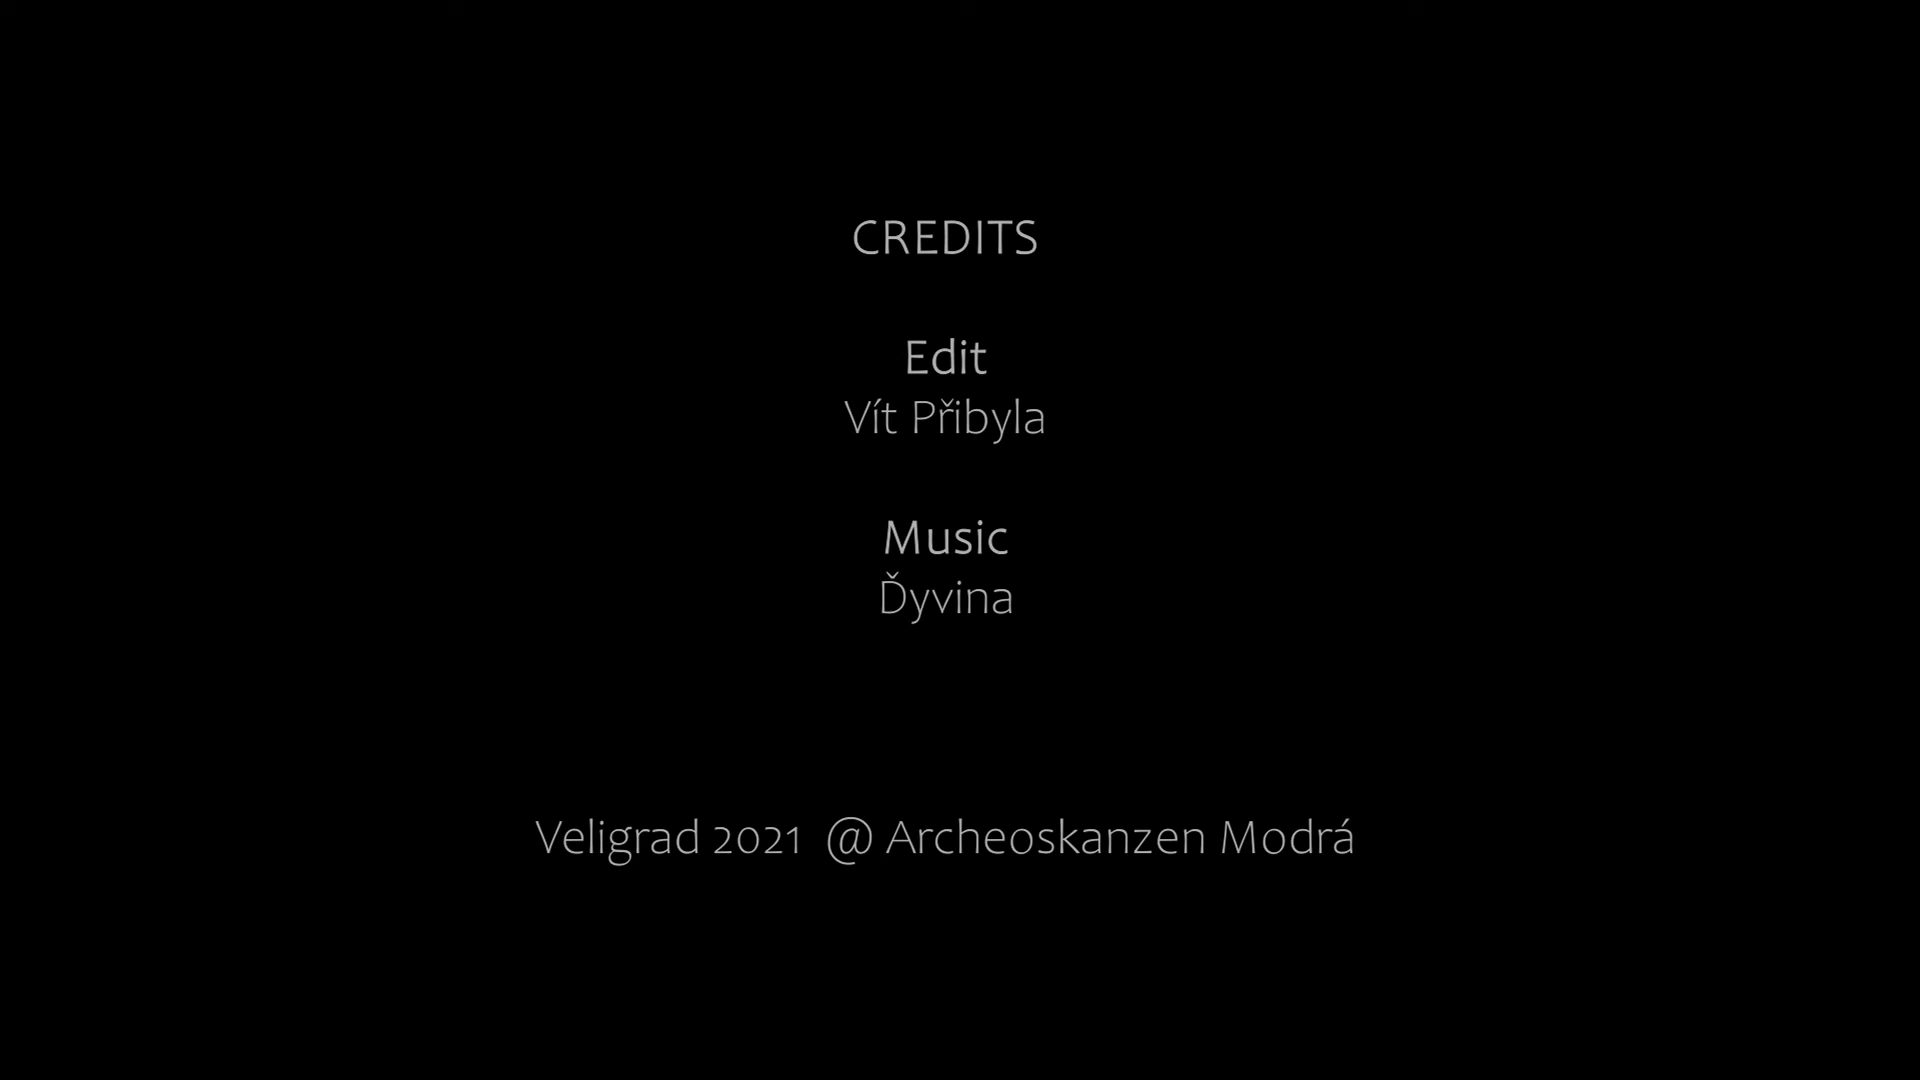 CREDITS
Edit
Vít Přibyla
Music
Ďyvina
Veligrad 2021 @ Archeoskanzen Modrá